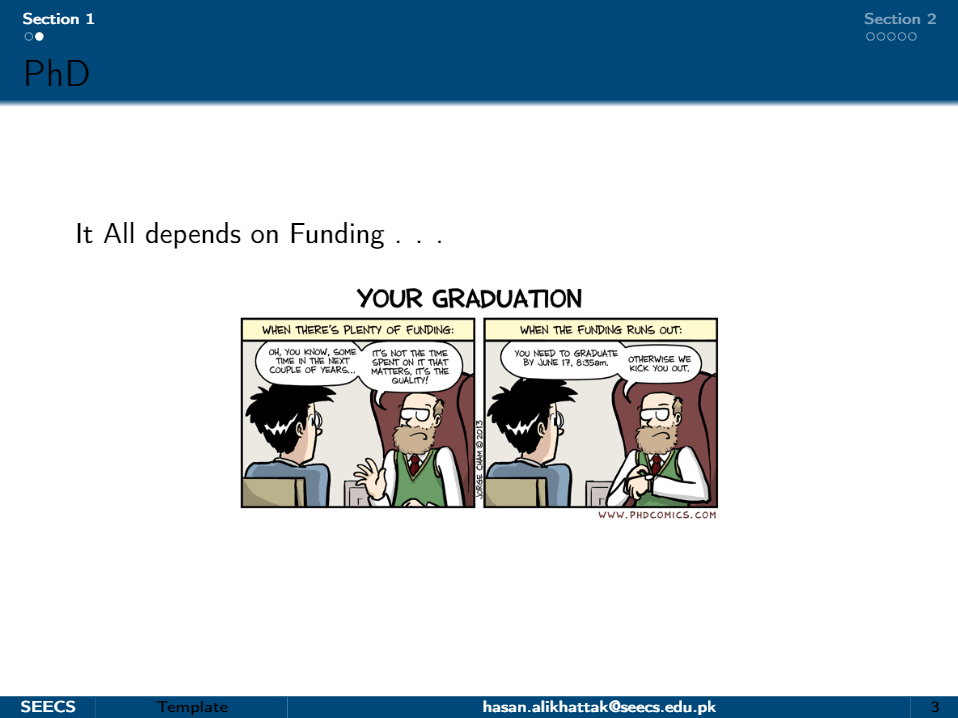 Section 1
Section 2
PhD
It All depends on Funding . . .
YOUR GRADUATION
WHEN THERE'S PLENTY OF FUNDING:
OH, YOU KNOW, SOME
TIME IN THE NEXT
COUPLE OF YEARS...
IT'S NOT THE TIME
SPENT ON IT THAT
MATTERS, IT'S THE
QUALITY!
JORGE CHAM © 2013
WHEN THE FUNDING RUNS OUT:
YOU NEED TO GRADUATE
BY JUNE 17, 8:35am.
OTHERWISE WE
KICK YOU OUT.
WWW.PHDCOMICS.COM
SEECS Template hasan.alikhattak@seecs.edu.pk 3